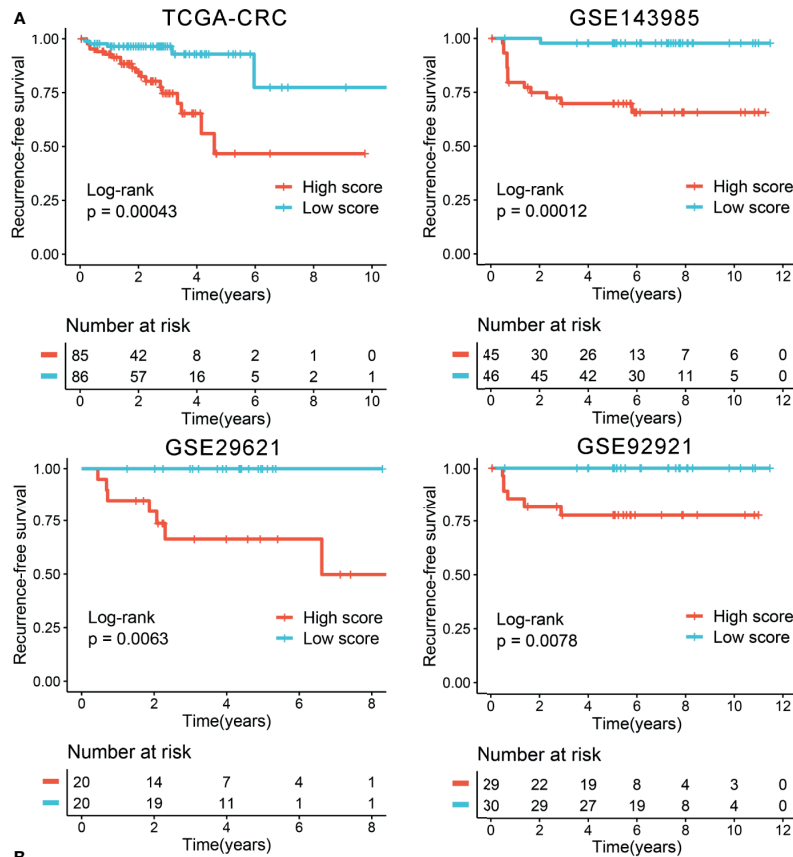 A
TCGA-CRC
Recurrence-free survival
1.00
0.75
0.50
0.25
0.00
Log-rank
p = 0.00043
High score
Low score
0 2 4 6 8 10
Time(years)
Number at risk
85 42 8 2 1 0
86 57 16 5 2 1
0 2 4 6 8 10
Time(years)
GSE143985
Recurrence-free survival
1.00
0.75
0.50
0.25
0.00
Log-rank
p = 0.00012
High score
Low score
0 2 4 6 8 10 12
Time(years)
Number at risk
45 30 26 13 7 6 0
46 45 42 30 11 5 0
0 2 4 6 8 10 12
Time(years)
GSE29621
Recurrence-free survival
1.00
0.75
0.50
0.25
0.00
Log-rank
p = 0.0063
High score
Low score
0 2 4 6 8
Time(years)
Number at risk
20 14 7 4 1
20 19 11 1 1
0 2 4 6 8
Time(years)
GSE92921
Recurrence-free survival
1.00
0.75
0.50
0.25
0.00
Log-rank
p = 0.0078
High score
Low score
0 2 4 6 8 10 12
Time(years)
Number at risk
29 22 19 8 4 3 0
30 29 27 19 8 4 0
0 2 4 6 8 10 12
Time(years)